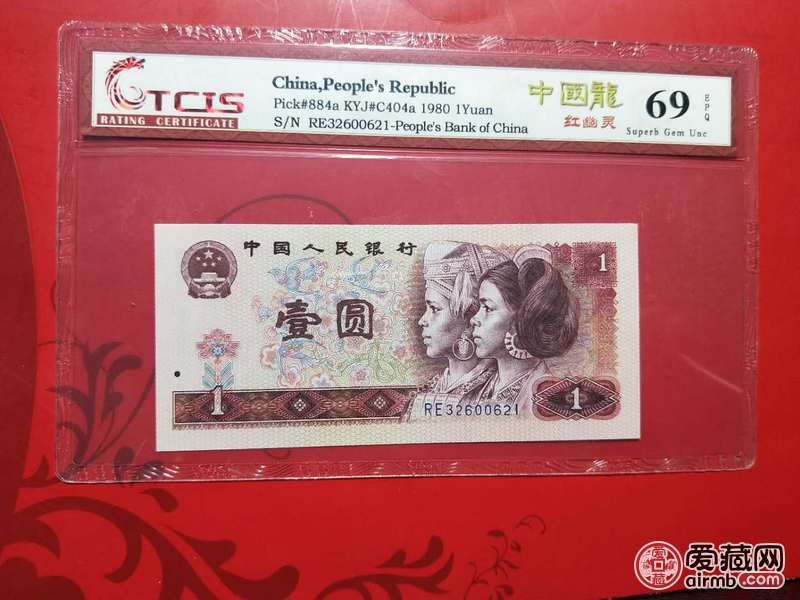 TCIS
RATING CERTIFICATE
China,People's Republic
Pick#884a KYJ#C404a 1980 1Yuan
S/N RE32600621-People's Bank of China
中國龍
红幽灵
69
EPQ
Superb Gem Unc
中国人民银行
1
壹圆
1
RE32600621
1
爱藏网
airmb.com